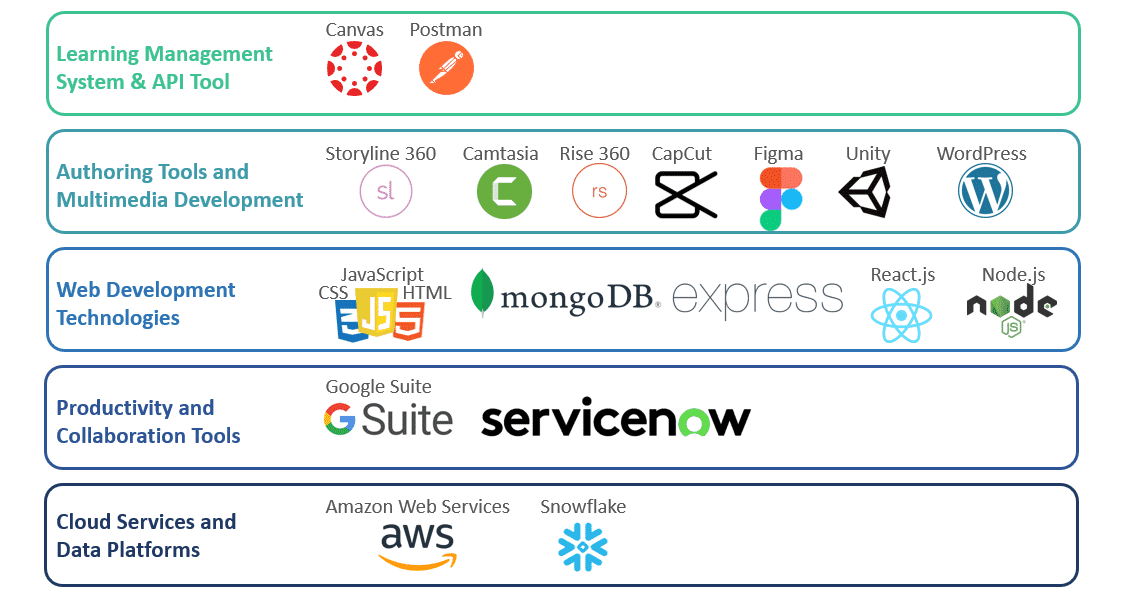 Canvas Postman
Learning Management
System & API Tool
Storyline 360 Camtasia Rise 360 CapCut Figma Unity WordPress
Authoring Tools and
Multimedia Development
sl C rs W
JavaScript React.js Node.js
CSS HTML
Web Development
Technologies
JS mongoDB® express node
JS
Google Suite
Productivity and
Collaboration Tools
G Suite servicenow
Amazon Web Services Snowflake
Cloud Services and
Data Platforms
aws